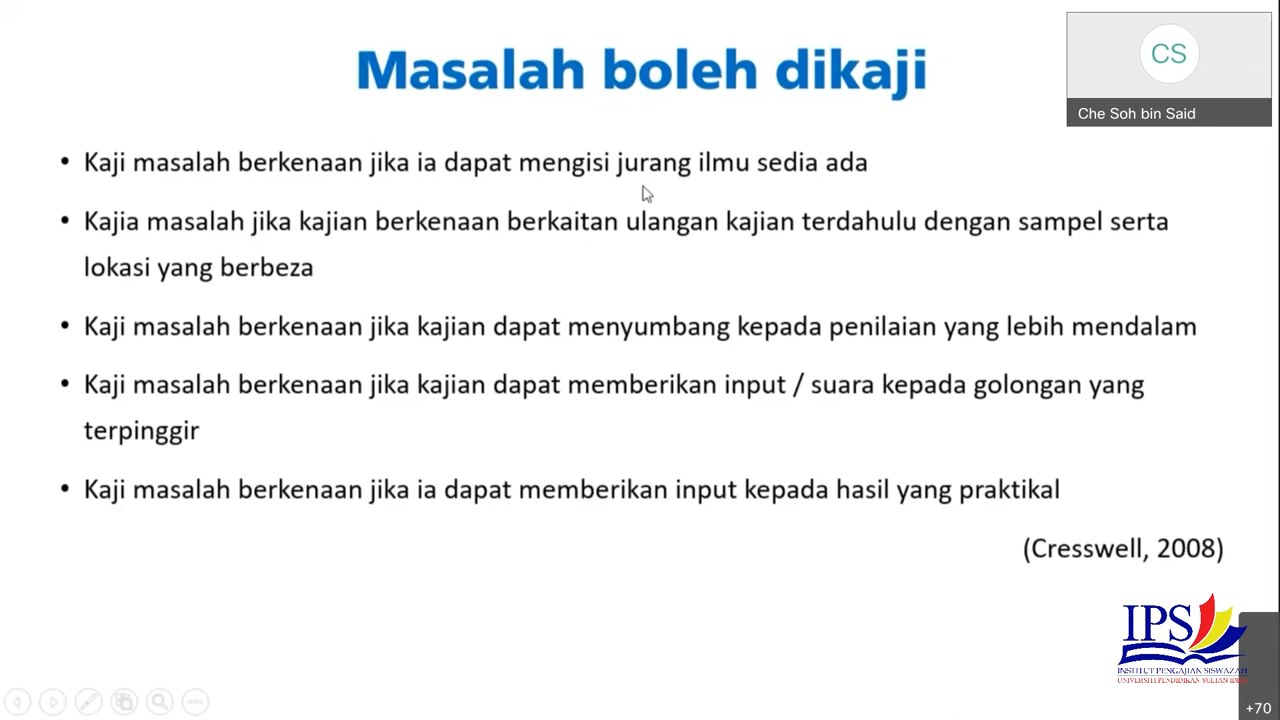 Masalah boleh dikaji
CS
Che Soh bin Said
• Kaji masalah berkenaan jika ia dapat mengisi jurang ilmu sedia ada
• Kajia masalah jika kajian berkenaan berkaitan ulangan kajian terdahulu dengan sampel serta
lokasi yang berbeza
• Kaji masalah berkenaan jika kajian dapat menyumbang kepada penilaian yang lebih mendalam
• Kaji masalah berkenaan jika kajian dapat memberikan input / suara kepada golongan yang
terpinggir
• Kaji masalah berkenaan jika ia dapat memberikan input kepada hasil yang praktikal
(Cresswell, 2008)
IPS
INSTITUT PENGAJIAN SISWAZAH
UNIVERSITI PENDIDIKAN SULTAN IDRIS
+70